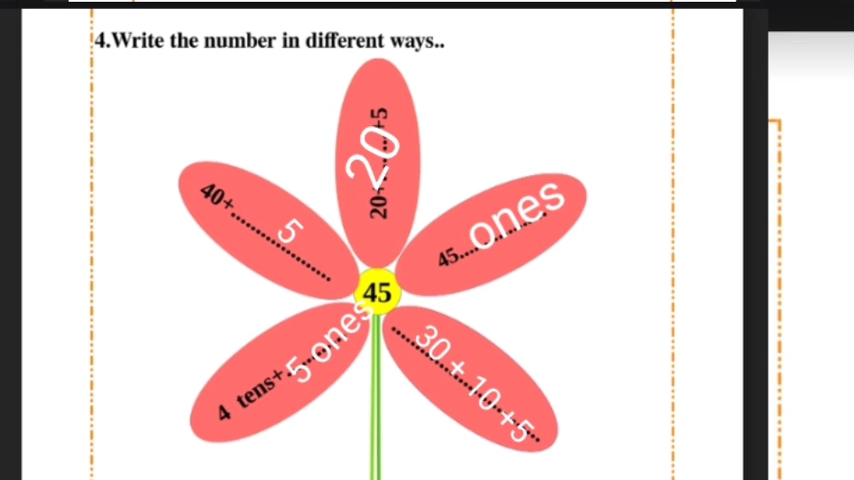 4.Write the number in different ways..
20+.20...+5
40+....5....
45....ones
45
4 tens+.5 ones
30+10+5